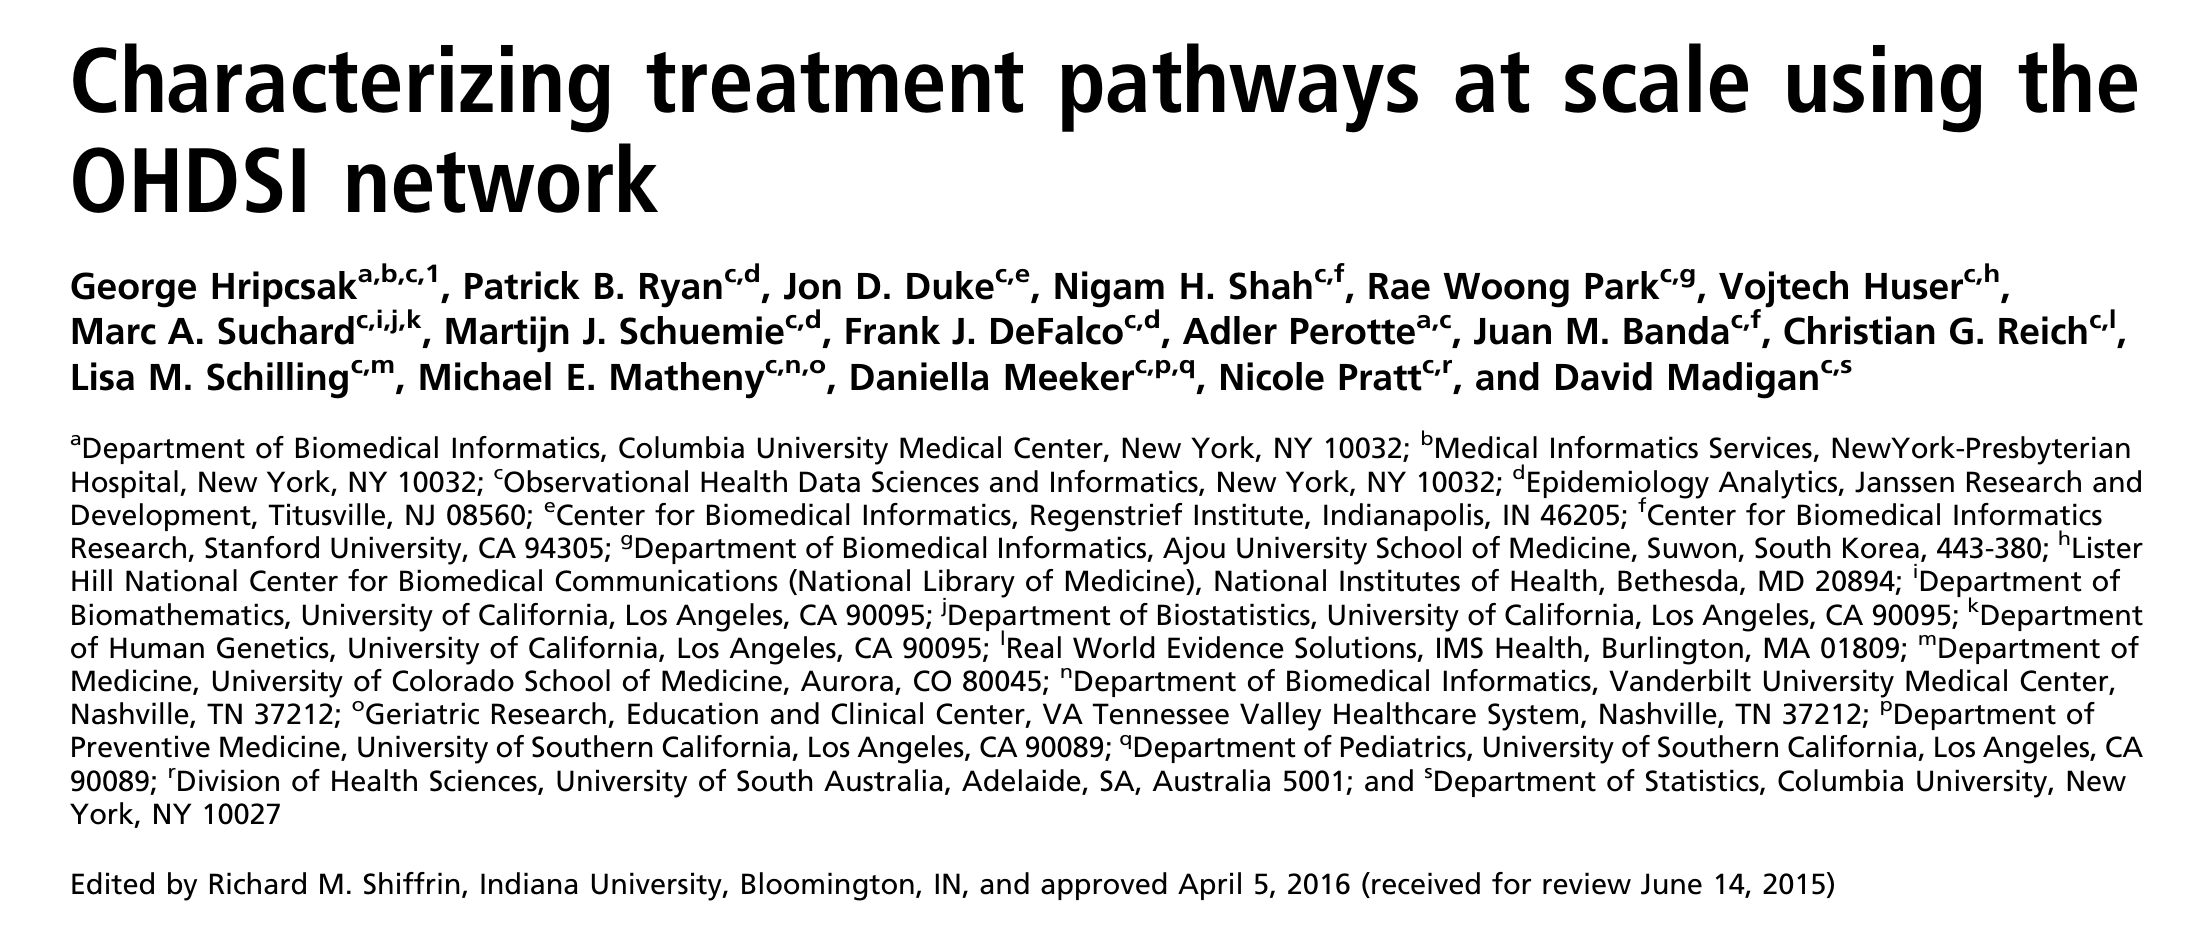 Characterizing treatment pathways at scale using the
OHDSI network
George Hripcsaka,b,c,1, Patrick B. Ryanc,d, Jon D. Dukec,e, Nigam H. Shahc,f, Rae Woong Parkc,g, Vojtech Huserc,h,
Marc A. Suchardc,i,j,k, Martijn J. Schuemiec,d, Frank J. DeFalcoc,d, Adler Perottea,c, Juan M. Bandac,f, Christian G. Reichc,l,
Lisa M. Schillingc,m, Michael E. Mathenyc,n,o, Daniella Meekerc,p,q, Nicole Prattc,r, and David Madiganc,s
aDepartment of Biomedical Informatics, Columbia University Medical Center, New York, NY 10032; bMedical Informatics Services, NewYork-Presbyterian
Hospital, New York, NY 10032; cObservational Health Data Sciences and Informatics, New York, NY 10032; dEpidemiology Analytics, Janssen Research and
Development, Titusville, NJ 08560; eCenter for Biomedical Informatics, Regenstrief Institute, Indianapolis, IN 46205; fCenter for Biomedical Informatics
Research, Stanford University, CA 94305; gDepartment of Biomedical Informatics, Ajou University School of Medicine, Suwon, South Korea, 443-380; hLister
Hill National Center for Biomedical Communications (National Library of Medicine), National Institutes of Health, Bethesda, MD 20894; iDepartment of
Biomathematics, University of California, Los Angeles, CA 90095; jDepartment of Biostatistics, University of California, Los Angeles, CA 90095; kDepartment
of Human Genetics, University of California, Los Angeles, CA 90095; lReal World Evidence Solutions, IMS Health, Burlington, MA 01809; mDepartment of
Medicine, University of Colorado School of Medicine, Aurora, CO 80045; nDepartment of Biomedical Informatics, Vanderbilt University Medical Center,
Nashville, TN 37212; oGeriatric Research, Education and Clinical Center, VA Tennessee Valley Healthcare System, Nashville, TN 37212; pDepartment of
Preventive Medicine, University of Southern California, Los Angeles, CA 90089; qDepartment of Pediatrics, University of Southern California, Los Angeles, CA
90089; rDivision of Health Sciences, University of South Australia, Adelaide, SA, Australia 5001; and sDepartment of Statistics, Columbia University, New
York, NY 10027
Edited by Richard M. Shiffrin, Indiana University, Bloomington, IN, and approved April 5, 2016 (received for review June 14, 2015)